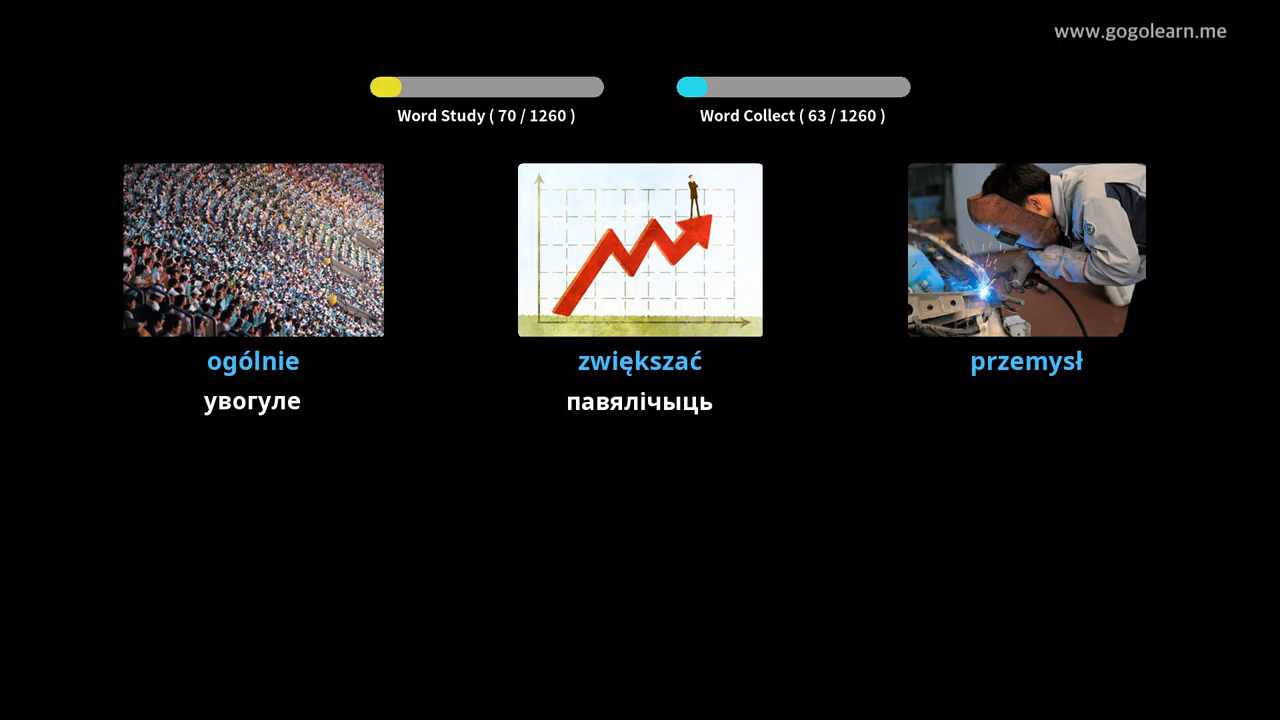 www.gogolearn.me
Word Study ( 70 / 1260 )
Word Collect ( 63 / 1260 )
ogólnie
zwiększać
przemysł
увогуле
павялічыць